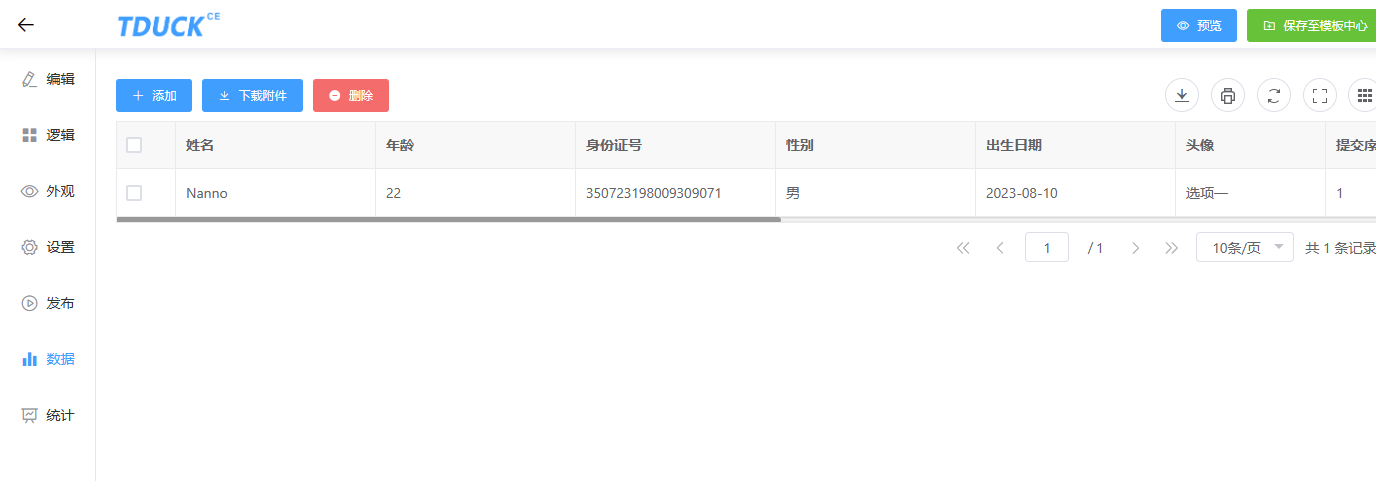 TDUCK CE
预览
保存至模板中心
编辑
逻辑
外观
设置
发布
数据
统计
添加
下载附件
删除
姓名 年龄 身份证号 性别 出生日期 头像 提交序
Nanno 22 350723198009309071 男 2023-08-10 选项一 1
1 / 1 10条/页 共 1 条记录